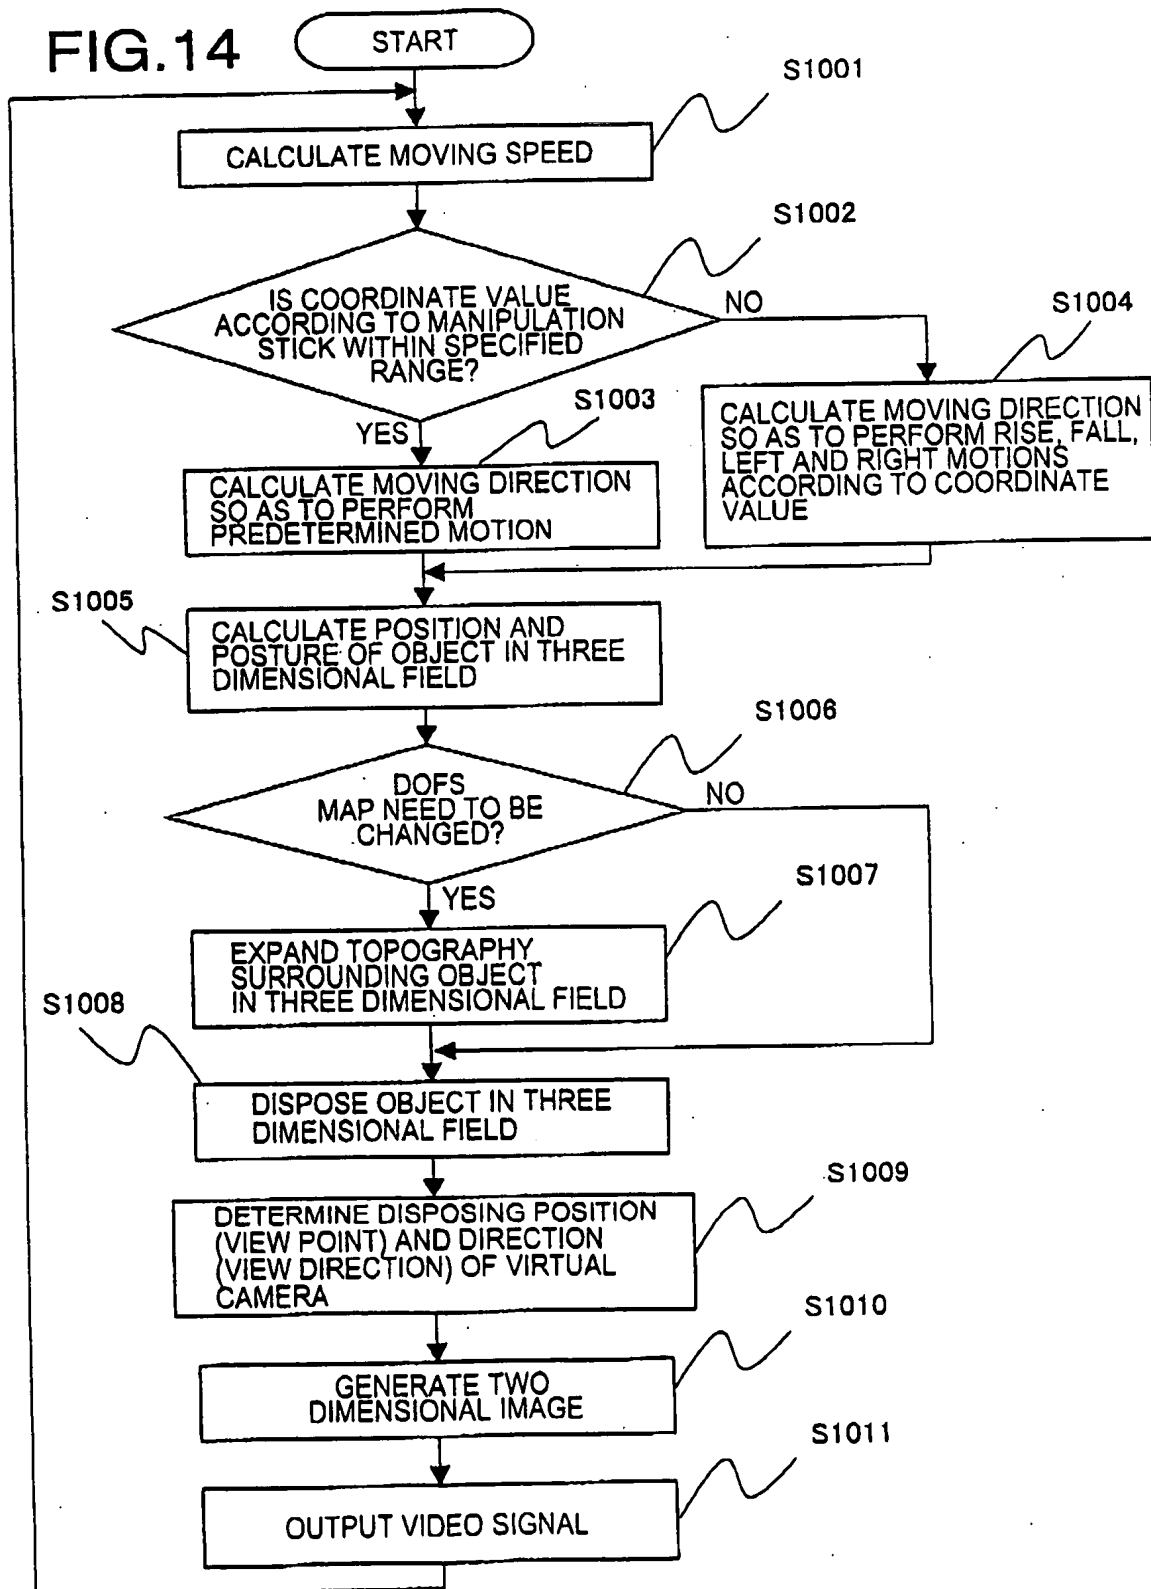 FIG.14
START
S1001
CALCULATE MOVING SPEED
S1002
IS COORDINATE VALUE
ACCORDING TO MANIPULATION
STICK WITHIN SPECIFIED
RANGE?
NO
S1004
CALCULATE MOVING DIRECTION
SO AS TO PERFORM RISE, FALL,
LEFT AND RIGHT MOTIONS
ACCORDING TO COORDINATE
VALUE
YES
S1003
CALCULATE MOVING DIRECTION
SO AS TO PERFORM
PREDETERMINED MOTION
S1005
CALCULATE POSITION AND
POSTURE OF OBJECT IN THREE
DIMENSIONAL FIELD
S1006
DOFS
MAP NEED TO BE
CHANGED?
NO
YES
S1007
EXPAND TOPOGRAPHY
SURROUNDING OBJECT
IN THREE DIMENSIONAL FIELD
S1008
DISPOSE OBJECT IN THREE
DIMENSIONAL FIELD
S1009
DETERMINE DISPOSING POSITION
(VIEW POINT) AND DIRECTION
(VIEW DIRECTION) OF VIRTUAL
CAMERA
S1010
GENERATE TWO
DIMENSIONAL IMAGE
S1011
OUTPUT VIDEO SIGNAL